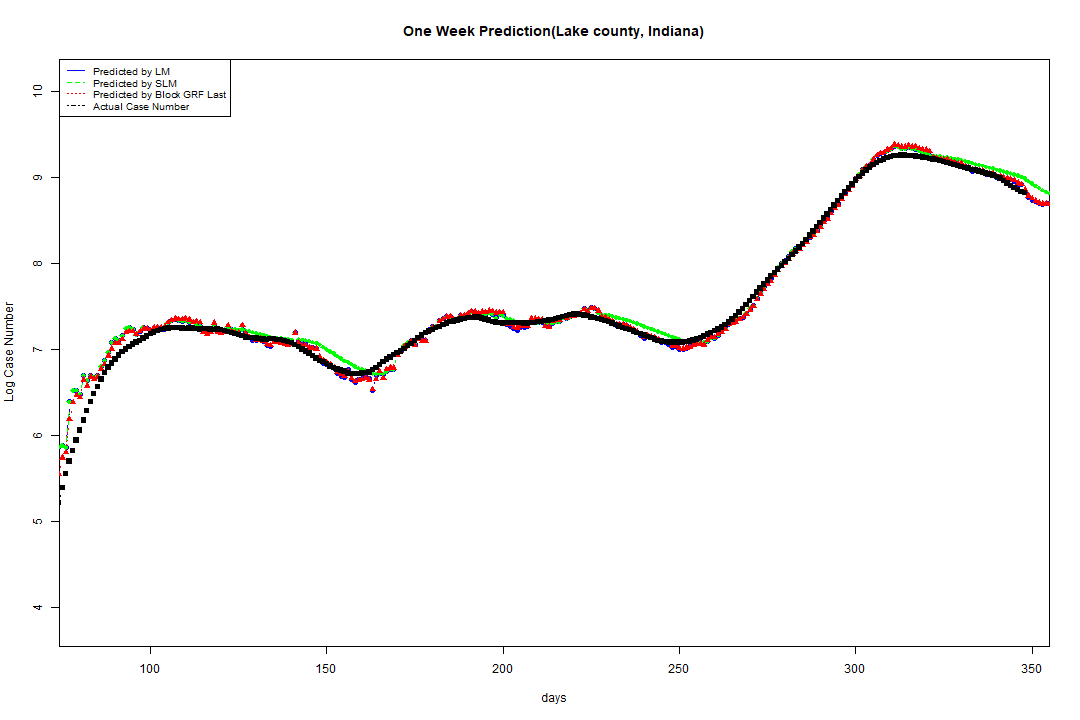 One Week Prediction(Lake county, Indiana)
Predicted by LM
Predicted by SLM
Predicted by Block GRF Last
Actual Case Number
10
9
8
7
6
5
4
Log Case Number
100 150 200 250 300 350
days